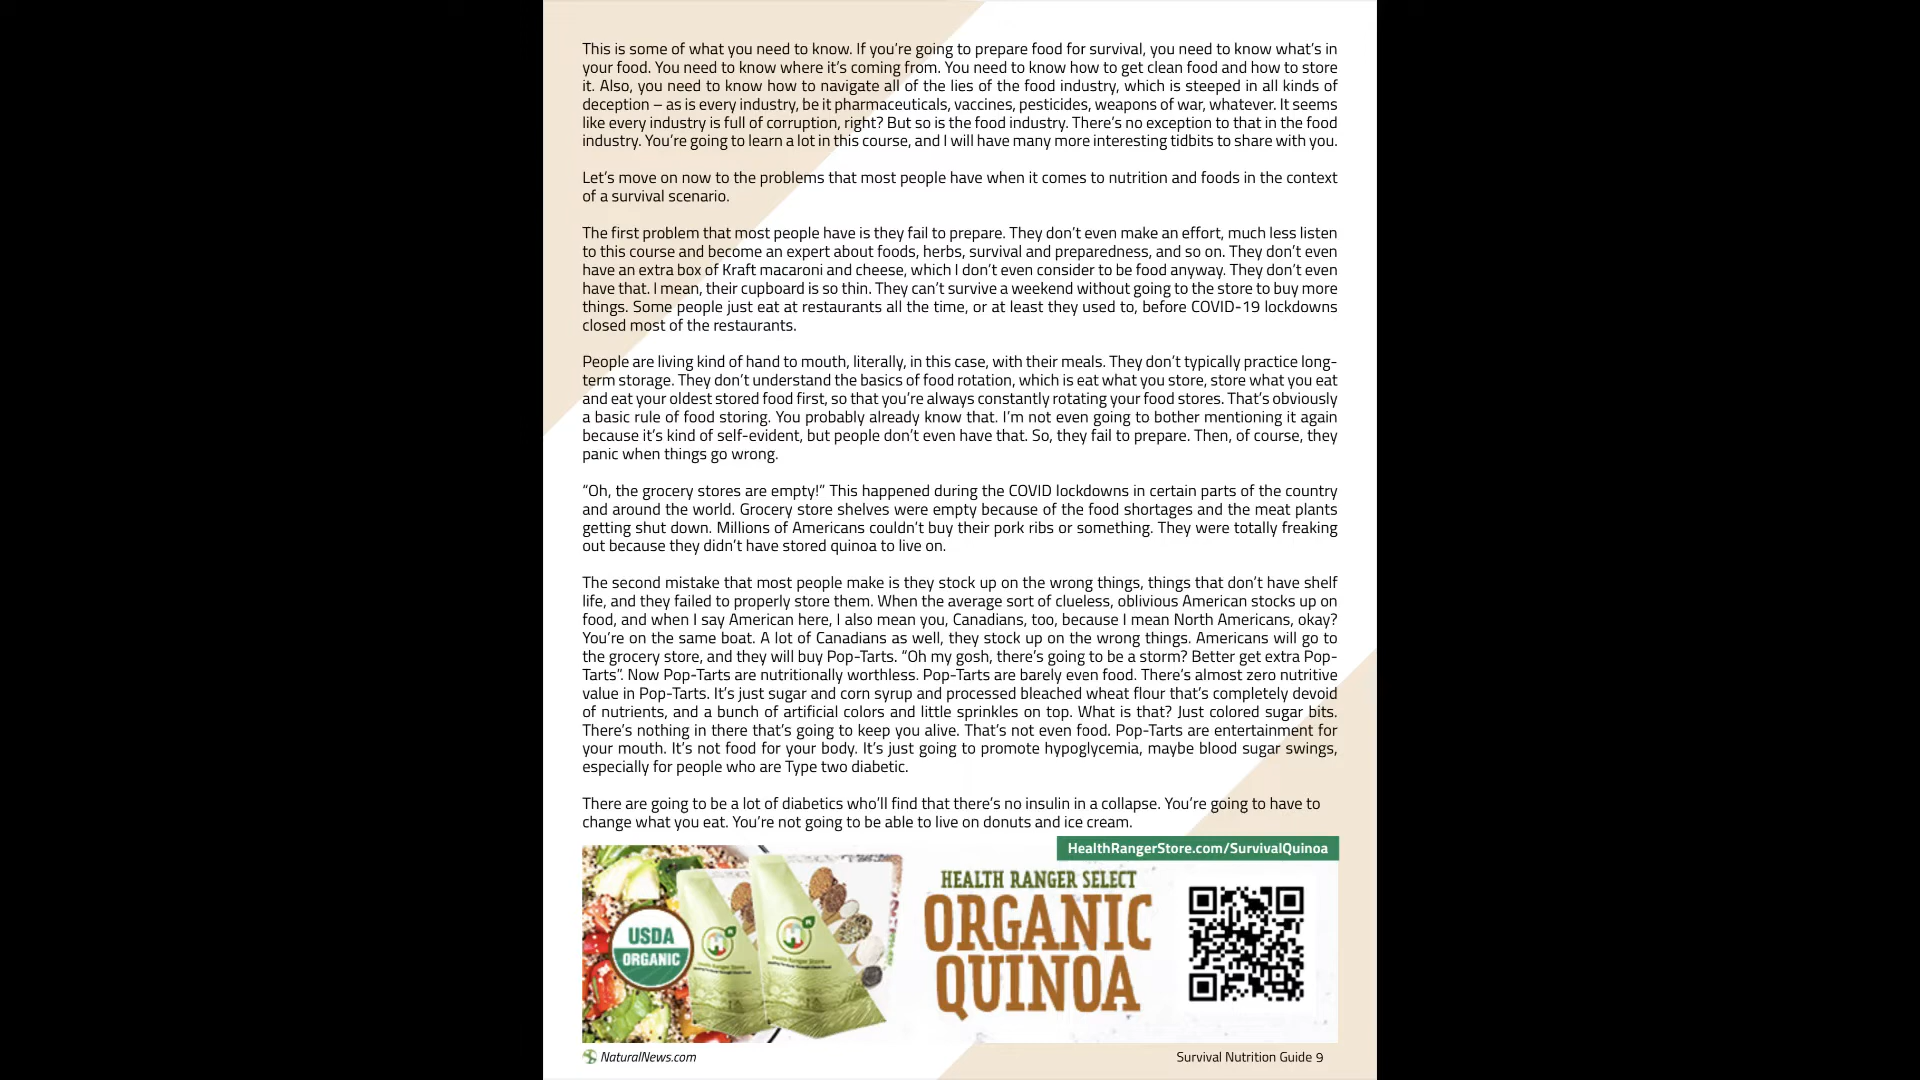 This is some of what you need to know. If you’re going to prepare food for survival, you need to know what’s in
your food. You need to know where it’s coming from. You need to know how to get clean food and how to store
it. Also, you need to know how to navigate all of the lies of the food industry, which is steeped in all kinds of
deception – as is every industry, be it pharmaceuticals, vaccines, pesticides, weapons of war, whatever. It seems
like every industry is full of corruption, right? But so is the food industry. There’s no exception to that in the food
industry. You’re going to learn a lot in this course, and I will have many more interesting tidbits to share with you.
Let’s move on now to the problems that most people have when it comes to nutrition and foods in the context
of a survival scenario.
The first problem that most people have is they fail to prepare. They don’t even make an effort, much less listen
to this course and become an expert about foods, herbs, survival and preparedness, and so on. They don’t even
have an extra box of Kraft macaroni and cheese, which I don’t even consider to be food anyway. They don’t even
have that. I mean, their cupboard is so thin. They can’t survive a weekend without going to the store to buy more
things. Some people just eat at restaurants all the time, or at least they used to, before COVID-19 lockdowns
closed most of the restaurants.
People are living kind of hand to mouth, literally, in this case, with their meals. They don’t typically practice long-
term storage. They don’t understand the basics of food rotation, which is eat what you store, store what you eat
and eat your oldest stored food first, so that you’re always constantly rotating your food stores. That’s obviously
a basic rule of food storing. You probably already know that. I’m not even going to bother mentioning it again
because it’s kind of self-evident, but people don’t even have that. So, they fail to prepare. Then, of course, they
panic when things go wrong.
“Oh, the grocery stores are empty!” This happened during the COVID lockdowns in certain parts of the country
and around the world. Grocery store shelves were empty because of the food shortages and the meat plants
getting shut down. Millions of Americans couldn’t buy their pork ribs or something. They were totally freaking
out because they didn’t have stored quinoa to live on.
The second mistake that most people make is they stock up on the wrong things, things that don’t have shelf
life, and they failed to properly store them. When the average sort of clueless, oblivious American stocks up on
food, and when I say American here, I also mean you, Canadians, too, because I mean North Americans, okay?
You’re on the same boat. A lot of Canadians as well, they stock up on the wrong things. Americans will go to
the grocery store, and they will buy Pop-Tarts. “Oh my gosh, there’s going to be a storm? Better get extra Pop-
Tarts”. Now Pop-Tarts are nutritionally worthless. Pop-Tarts are barely even food. There’s almost zero nutritive
value in Pop-Tarts. It’s just sugar and corn syrup and processed bleached wheat flour that’s completely devoid
of nutrients, and a bunch of artificial colors and little sprinkles on top. What is that? Just colored sugar bits.
There’s nothing in there that’s going to keep you alive. That’s not even food. Pop-Tarts are entertainment for
your mouth. It’s not food for your body. It’s just going to promote hypoglycemia, maybe blood sugar swings,
especially for people who are Type two diabetic.
There are going to be a lot of diabetics who’ll find that there’s no insulin in a collapse. You’re going to have to
change what you eat. You’re not going to be able to live on donuts and ice cream.
HealthRangerStore.com/SurvivalQuinoa
HEALTH RANGER SELECT
ORGANIC
QUINOA
USDA
ORGANIC
NaturalNews.com
Survival Nutrition Guide 9